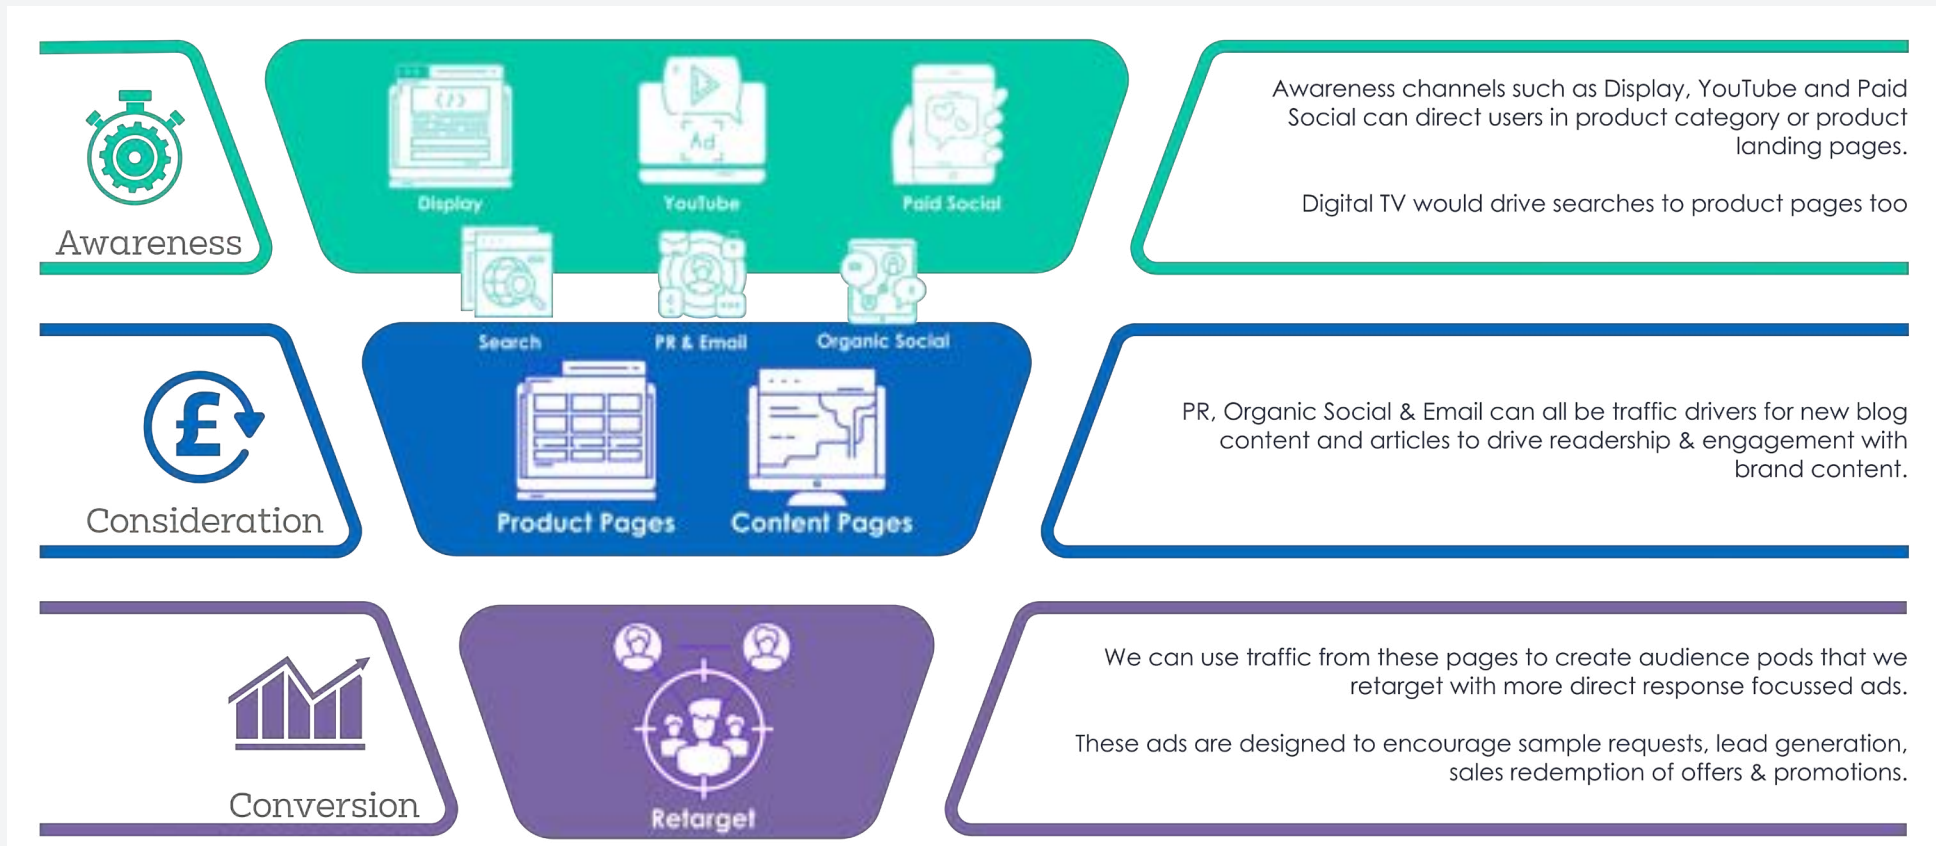 Awareness
Display
YouTube
Ad
Paid Social
Awareness channels such as Display, YouTube and Paid
Social can direct users in product category or product
landing pages.
Digital TV would drive searches to product pages too
Search
PR & Email
Organic Social
£
Consideration
Product Pages
Content Pages
PR, Organic Social & Email can all be traffic drivers for new blog
content and articles to drive readership & engagement with
brand content.
Conversion
Retarget
We can use traffic from these pages to create audience pods that we
retarget with more direct response focussed ads.
These ads are designed to encourage sample requests, lead generation,
sales redemption of offers & promotions.